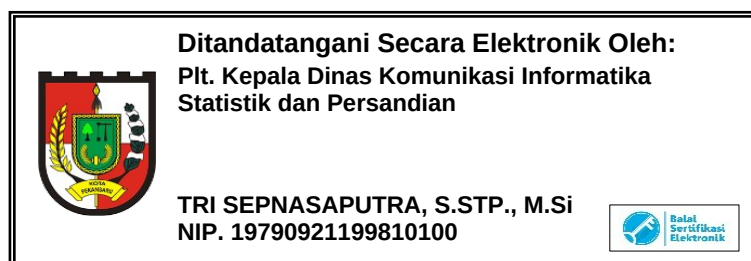 Ditandatangani Secara Elektronik Oleh:
Plt. Kepala Dinas Komunikasi Informatika
Statistik dan Persandian
KOTA
PEKANBARU
TRI SEPNASAPUTRA, S.STP., M.Si
NIP. 19790921199810100
Balai
Sertifikasi
Elektronik